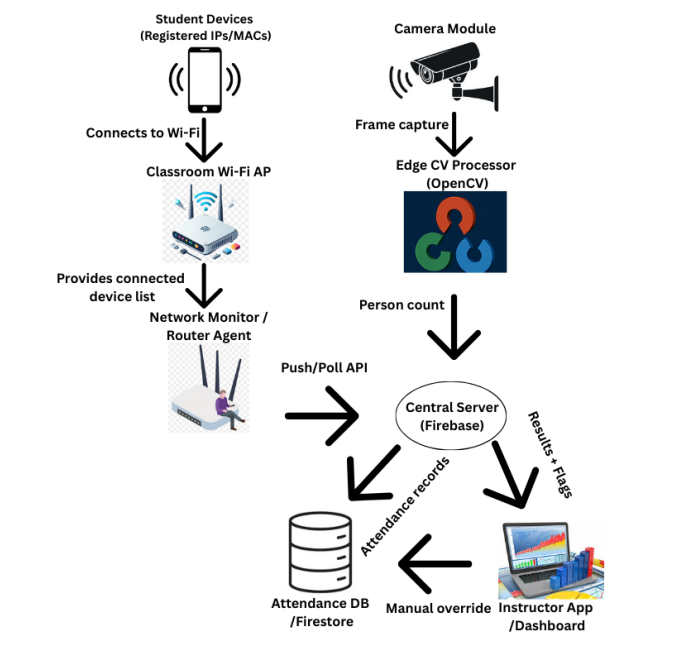 Student Devices
(Registered IPs/MACs)
Camera Module
Connects to Wi-Fi
Frame capture
Classroom Wi-Fi AP
Edge CV Processor
(OpenCV)
Provides connected
device list
Person count
Network Monitor /
Router Agent
Push/Poll API
Central Server
(Firebase)
Results + Flags
Attendance records
Attendance DB
/Firestore
Manual override
Instructor App
/Dashboard